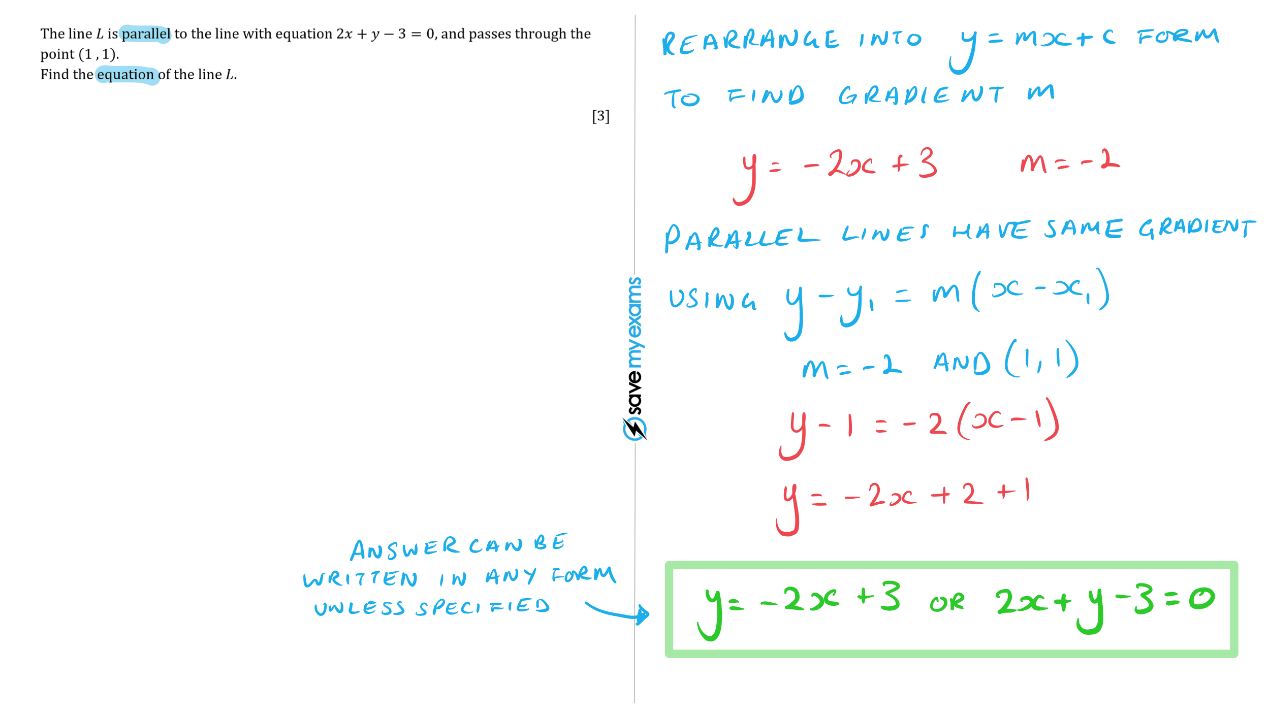 The line L is parallel to the line with equation 2x + y − 3 = 0, and passes through the
point (1 , 1).
Find the equation of the line L.
[3]
REARRANGE INTO y = mx + c FORM
TO FIND GRADIENT m
y = -2x + 3 m = -2
PARALLEL LINES HAVE SAME GRADIENT
USING y - y₁ = m(x - x₁)
m = -2 AND (1, 1)
y - 1 = -2(x - 1)
y = -2x + 2 + 1
y = -2x + 3 OR 2x + y - 3 = 0
ANSWER CAN BE
WRITTEN IN ANY FORM
UNLESS SPECIFIED
savemyexams